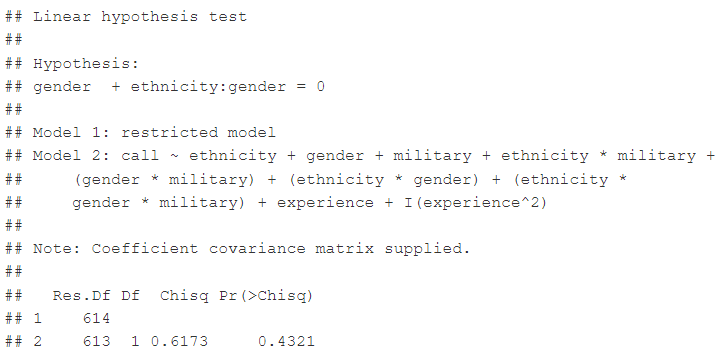 ## Linear hypothesis test
##
## Hypothesis:
## gender  + ethnicity:gender = 0
##
## Model 1: restricted model
## Model 2: call ~ ethnicity + gender + military + ethnicity * military +
##     (gender * military) + (ethnicity * gender) + (ethnicity *
##     gender * military) + experience + I(experience^2)
##
## Note: Coefficient covariance matrix supplied.
##
##   Res.Df Df  Chisq Pr(>Chisq)
## 1    614
## 2    613  1 0.6173     0.4321